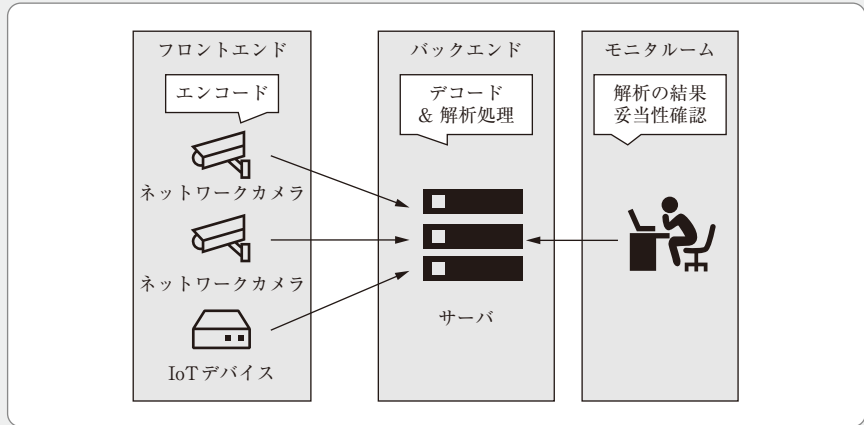 フロントエンド
エンコード
ネットワークカメラ
ネットワークカメラ
IoTデバイス
バックエンド
デコード
& 解析処理
サーバ
モニタルーム
解析の結果
妥当性確認